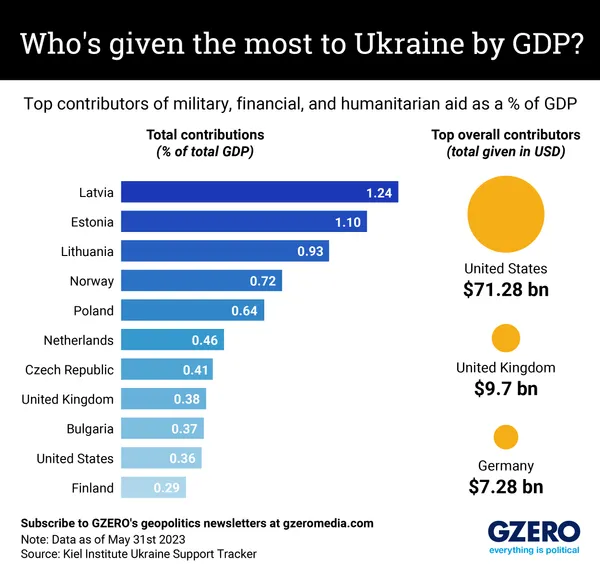 Who's given the most to Ukraine by GDP?
Top contributors of military, financial, and humanitarian aid as a % of GDP
Total contributions
(% of total GDP)
Latvia 1.24
Estonia 1.10
Lithuania 0.93
Norway 0.72
Poland 0.64
Netherlands 0.46
Czech Republic 0.41
United Kingdom 0.38
Bulgaria 0.37
United States 0.36
Finland 0.29
Top overall contributors
(total given in USD)
United States
$71.28 bn
United Kingdom
$9.7 bn
Germany
$7.28 bn
Subscribe to GZERO's geopolitics newsletters at gzeromedia.com
Note: Data as of May 31st 2023
Source: Kiel Institute Ukraine Support Tracker
GZERO
everything is political